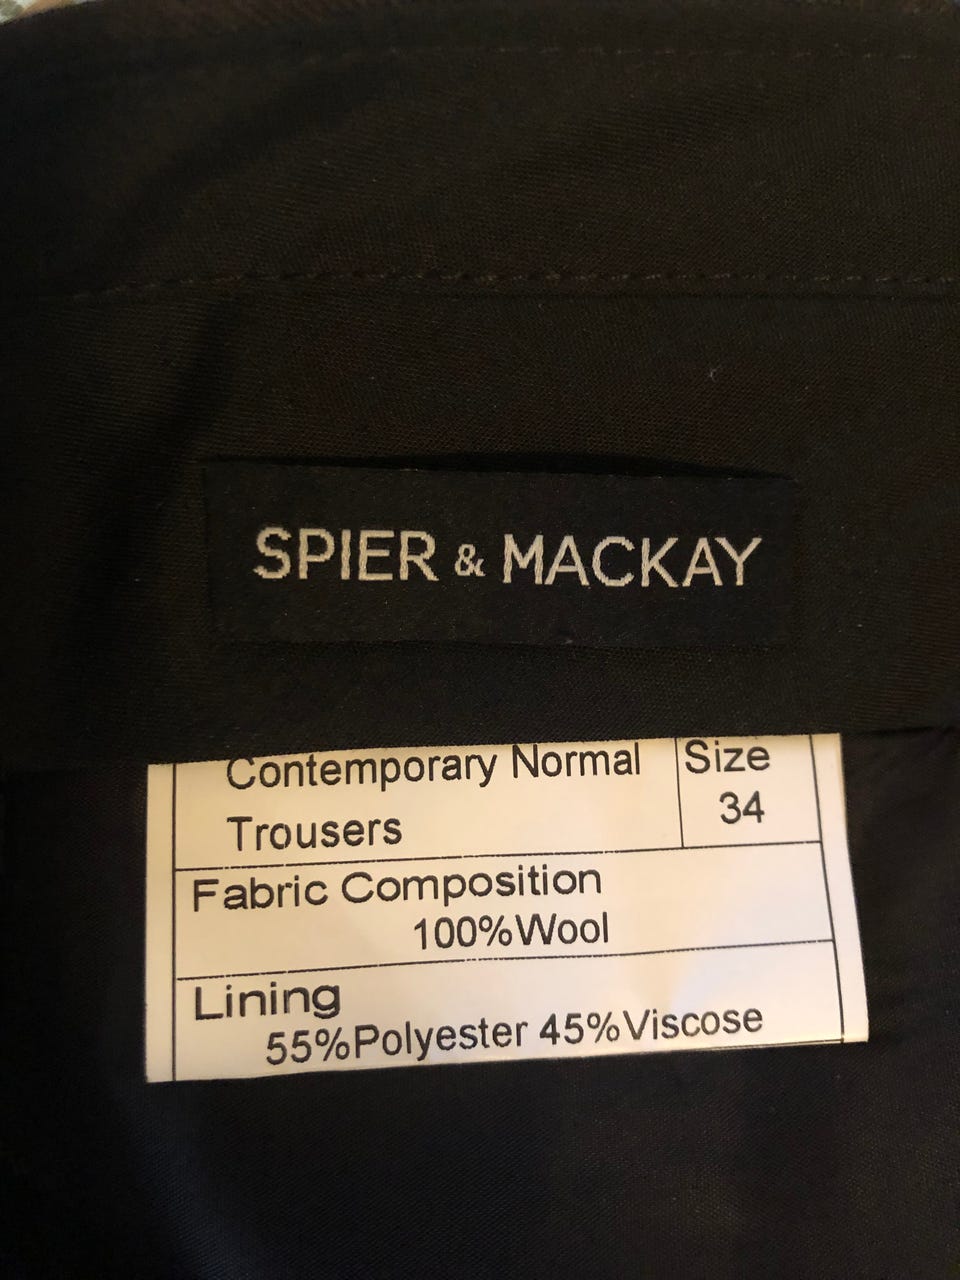 SPIER & MACKAY
Contemporary Normal
Trousers
Size
34
Fabric Composition
100%Wool
Lining
55%Polyester 45%Viscose